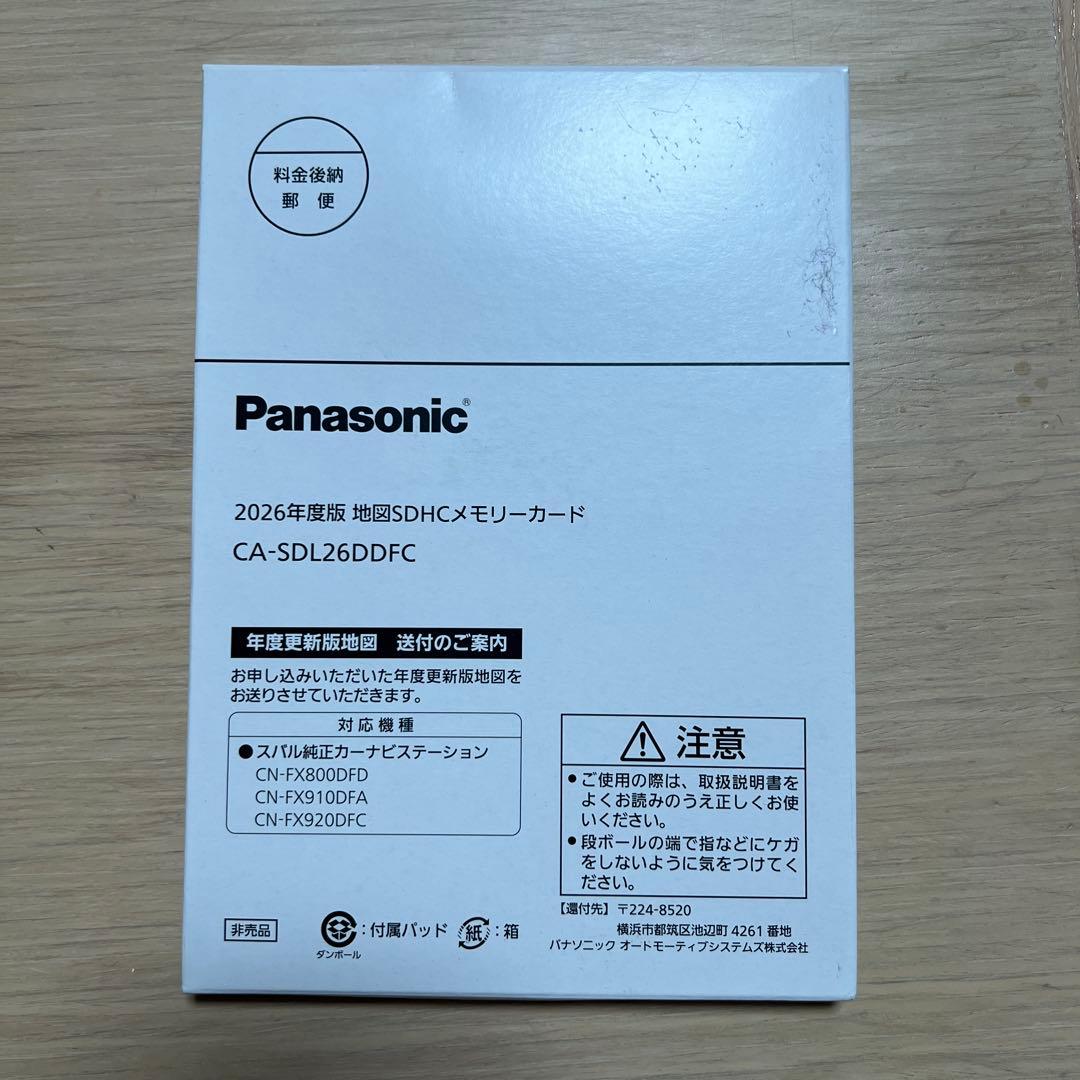 料金後納
郵 便
Panasonic®
2026年度版 地図SDHCメモリーカード
CA-SDL26DDFC
年度更新版地図 送付のご案内
お申し込みいただいた年度更新版地図を
お送りさせていただきます。
対応機種
●スバル純正カーナビステーション
CN-FX800DFD
CN-FX910DFA
CN-FX920DFC
注意
●ご使用の際は、取扱説明書を
よくお読みのうえ正しくお使
いください。
●段ボールの端で指などにケガ
をしないように気をつけてく
ださい。
【還付先】〒224-8520
横浜市都筑区池辺町 4261 番地
パナソニック オートモーティブシステムズ株式会社
非売品
ダンボール
:付属パッド
紙
:箱